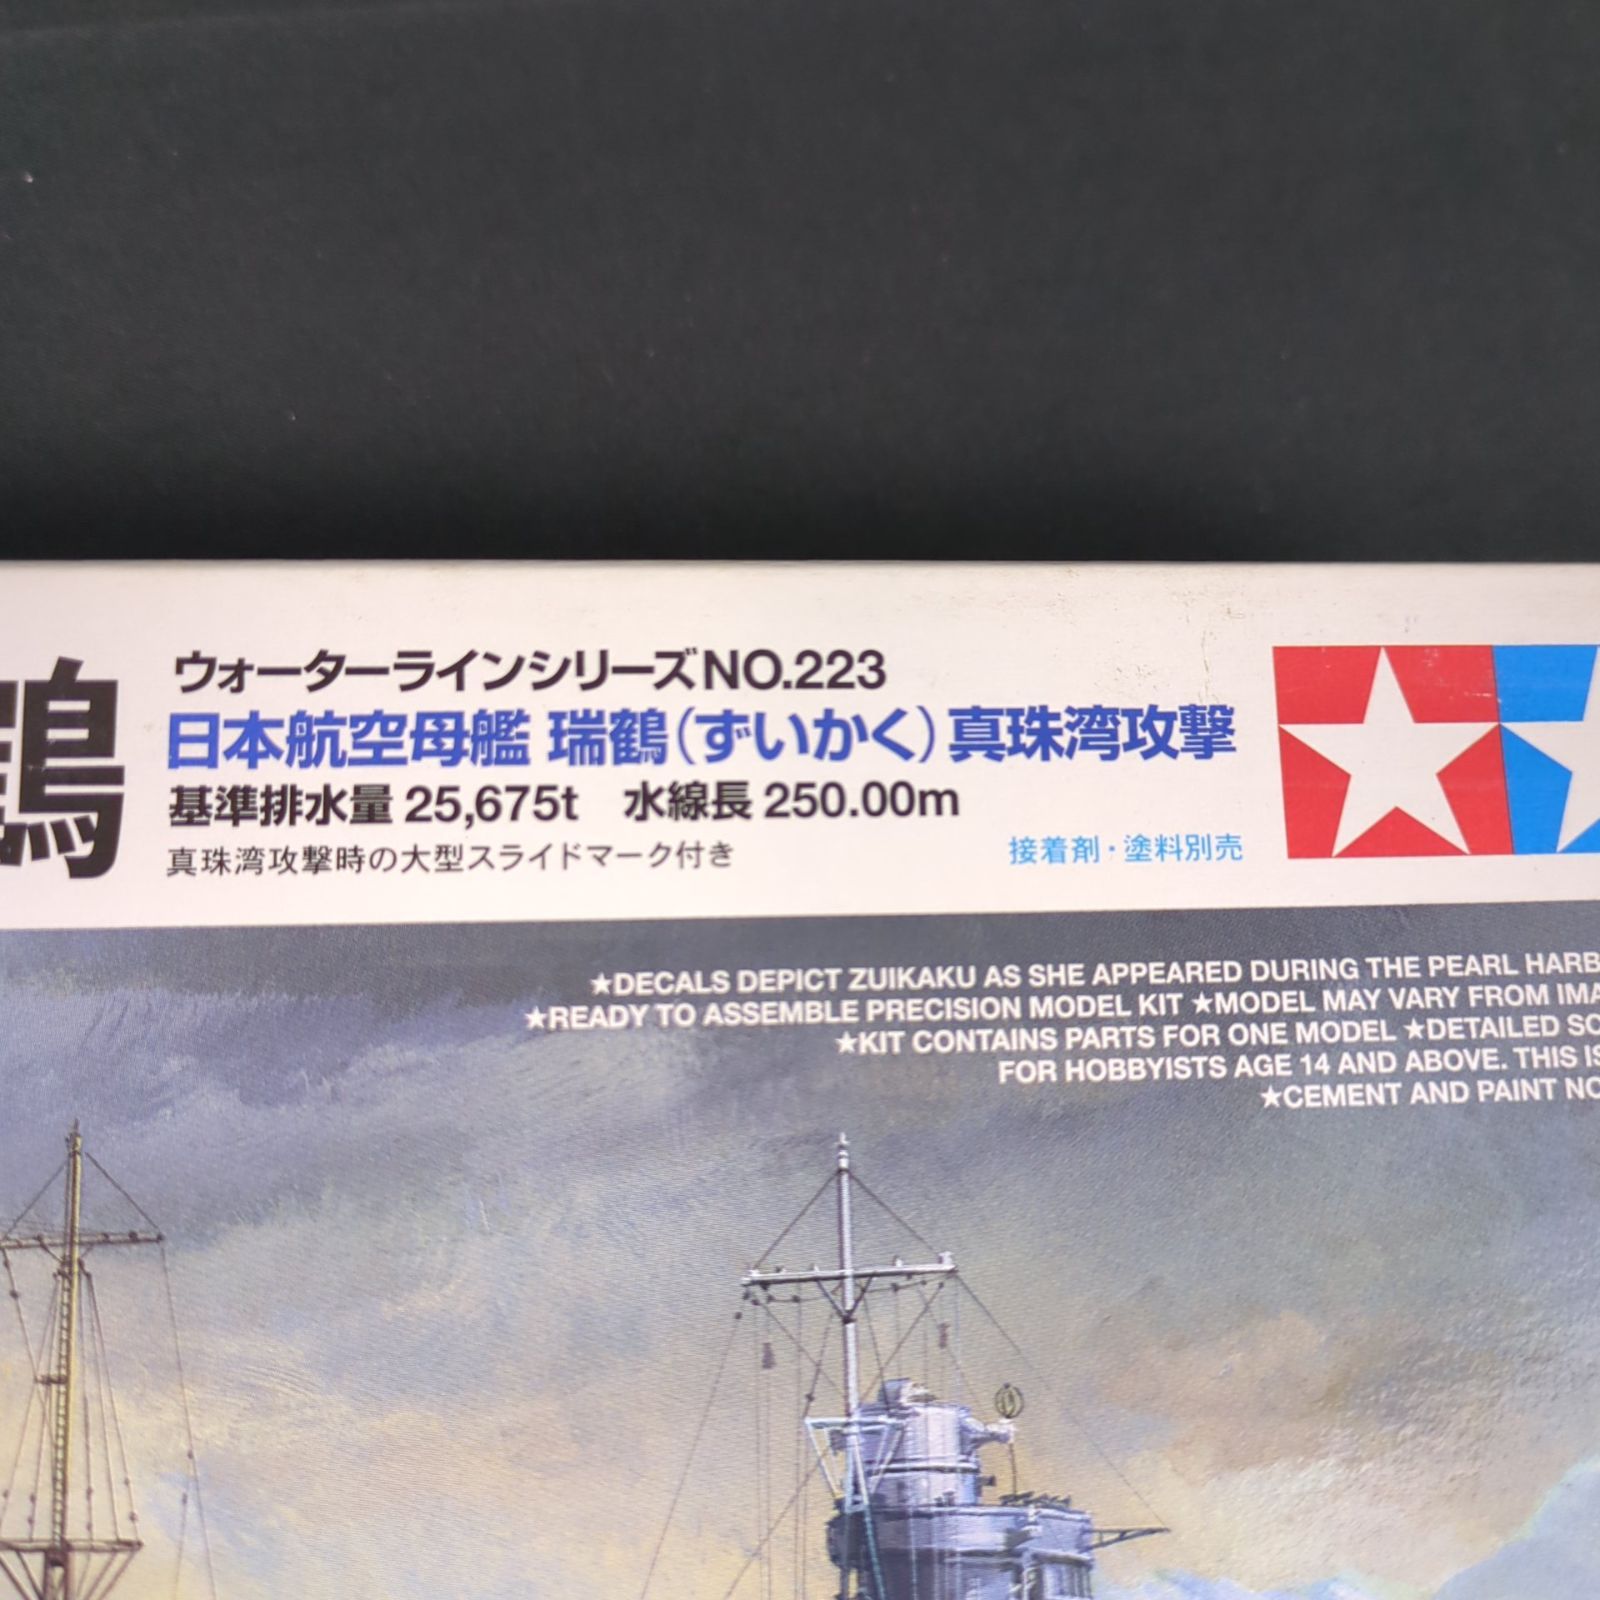 鶴
ウォーターラインシリーズNO.223
日本航空母艦 瑞鶴(ずいかく)真珠湾攻撃
基準排水量 25,675t 水線長 250.00m
真珠湾攻撃時の大型スライドマーク付き
接着剤・塗料別売
★DECALS DEPICT ZUIKAKU AS SHE APPEARED DURING THE PEARL HARB
★READY TO ASSEMBLE PRECISION MODEL KIT ★MODEL MAY VARY FROM IMA
★KIT CONTAINS PARTS FOR ONE MODEL ★DETAILED SC
FOR HOBBYISTS AGE 14 AND ABOVE. THIS IS
★CEMENT AND PAINT NO